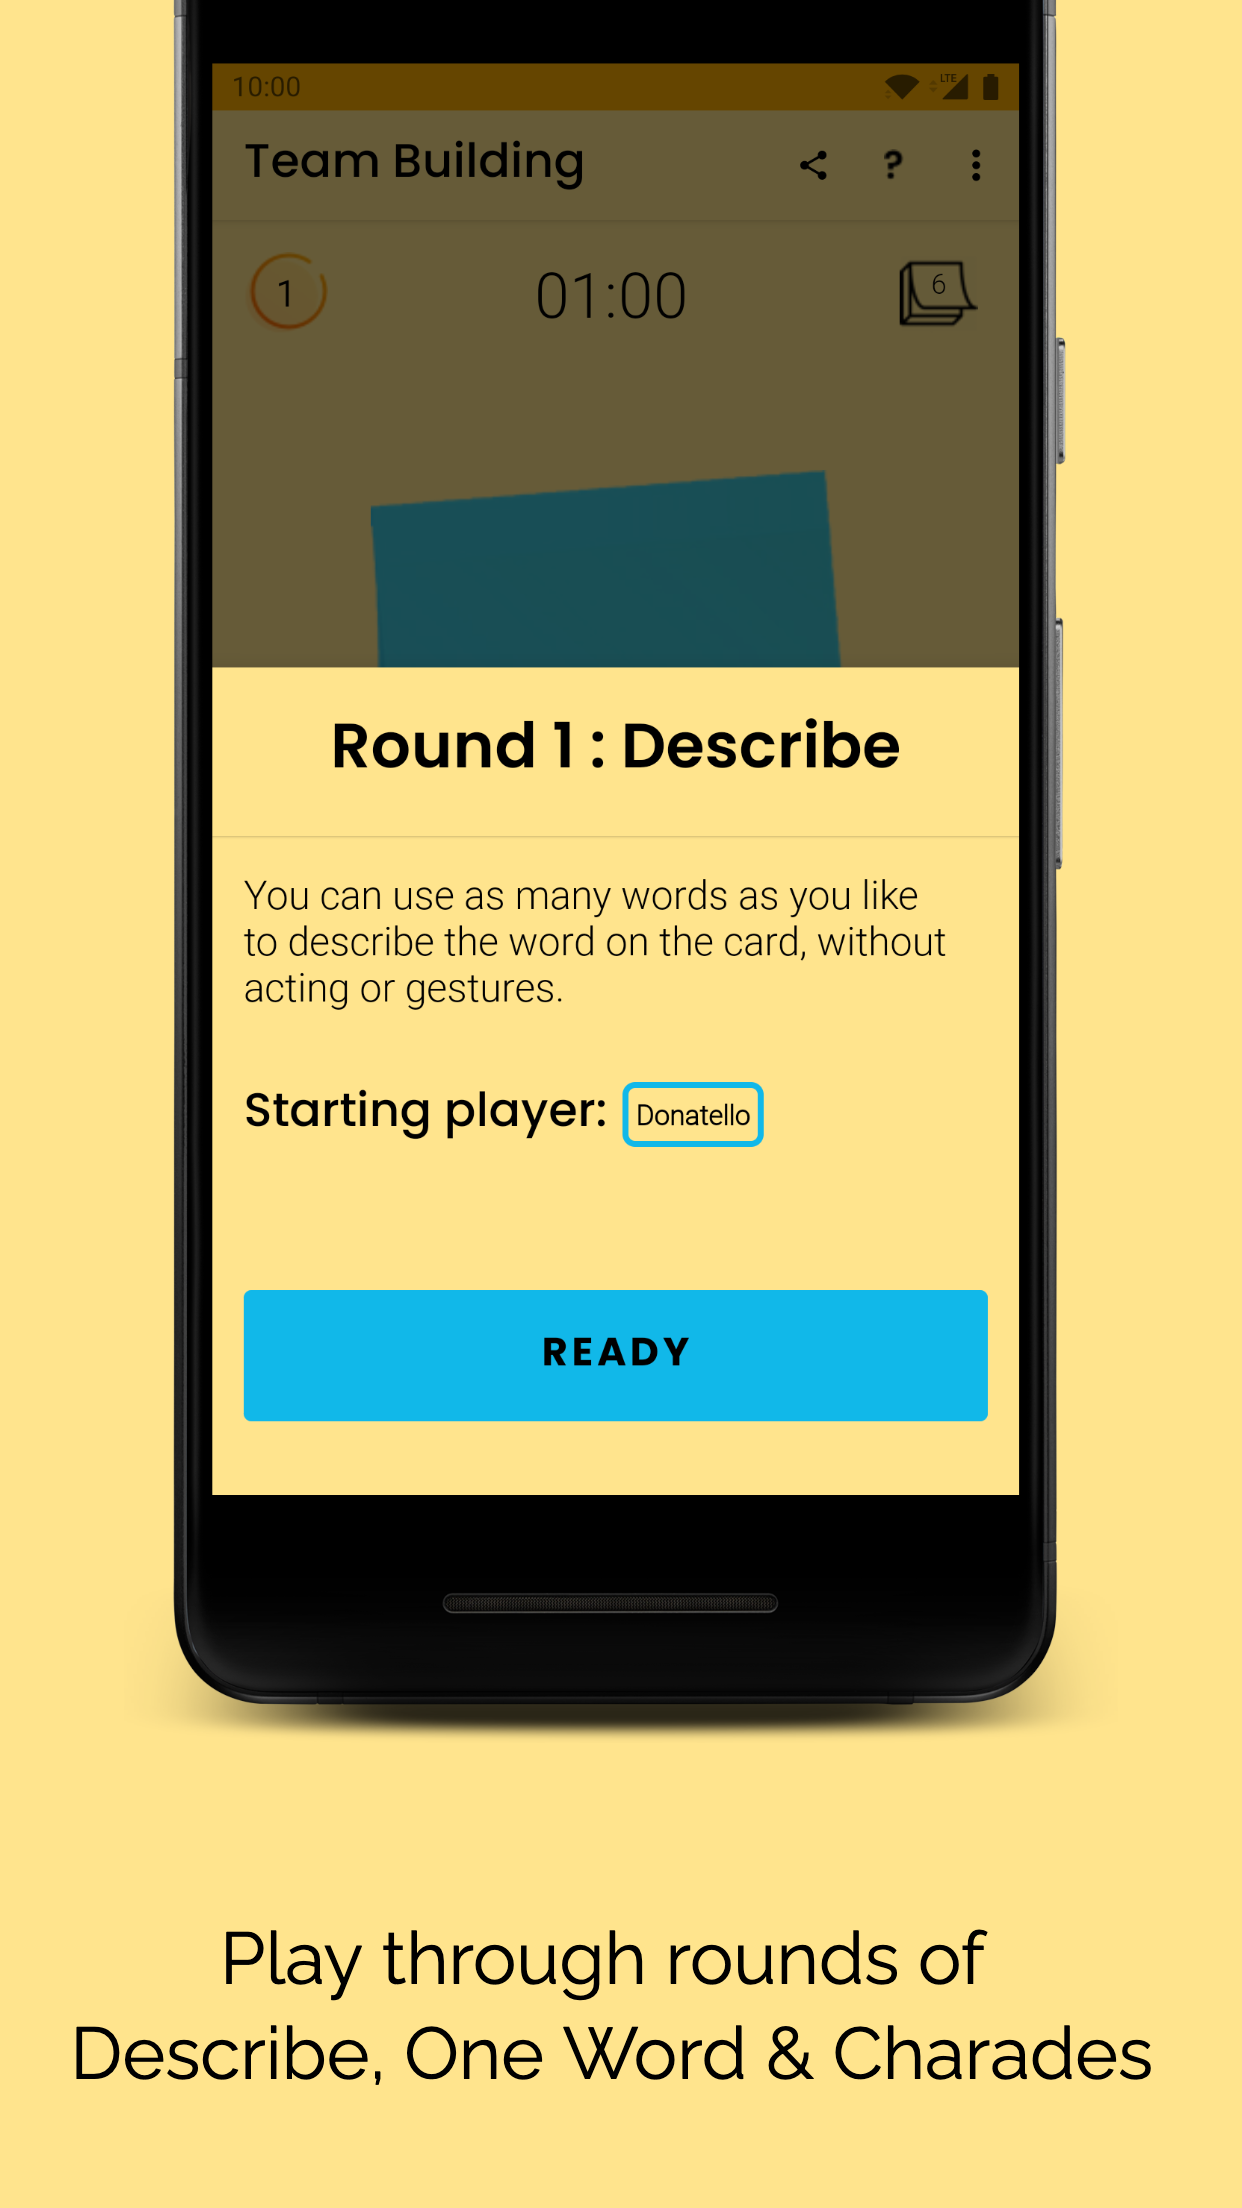 10:00
LTE
Team Building
?
1
01:00
6
Round 1 : Describe
You can use as many words as you like
to describe the word on the card, without
acting or gestures.
Starting player: Donatello
READY
Play through rounds of
Describe, One Word & Charades